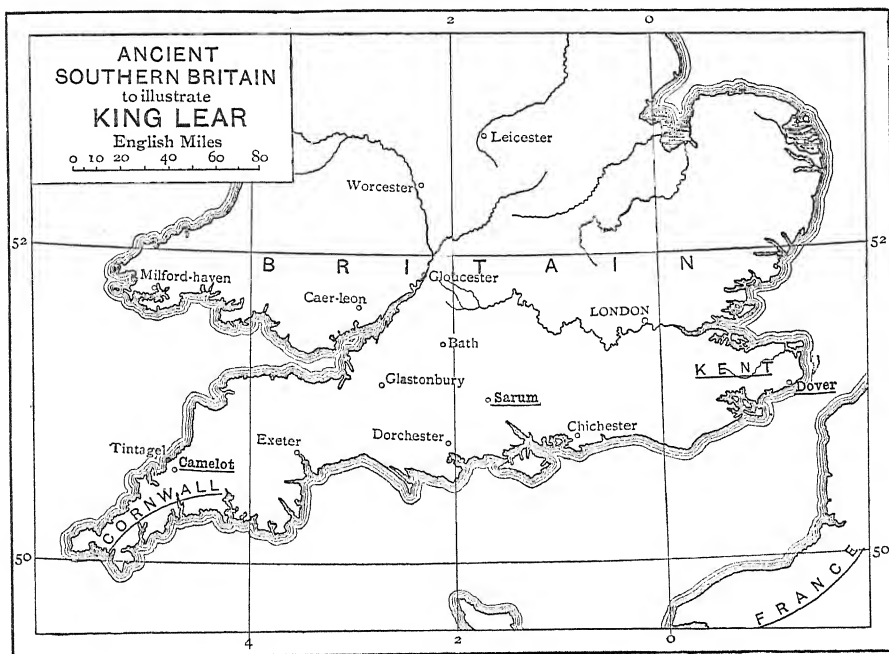 2 0
ANCIENT
SOUTHERN BRITAIN
to illustrate
KING LEAR
English Miles
0 10 20 40 60 80
Leicester
Worcester
52 52
BRITAIN
Milford-haven
Gloucester
Caer-leon
LONDON
Bath
KENT
Glastonbury
Dover
Sarum
Chichester
Dorchester
Exeter
Tintagel
Camelot
CORNWALL
50 50
FRANCE
4 2 0